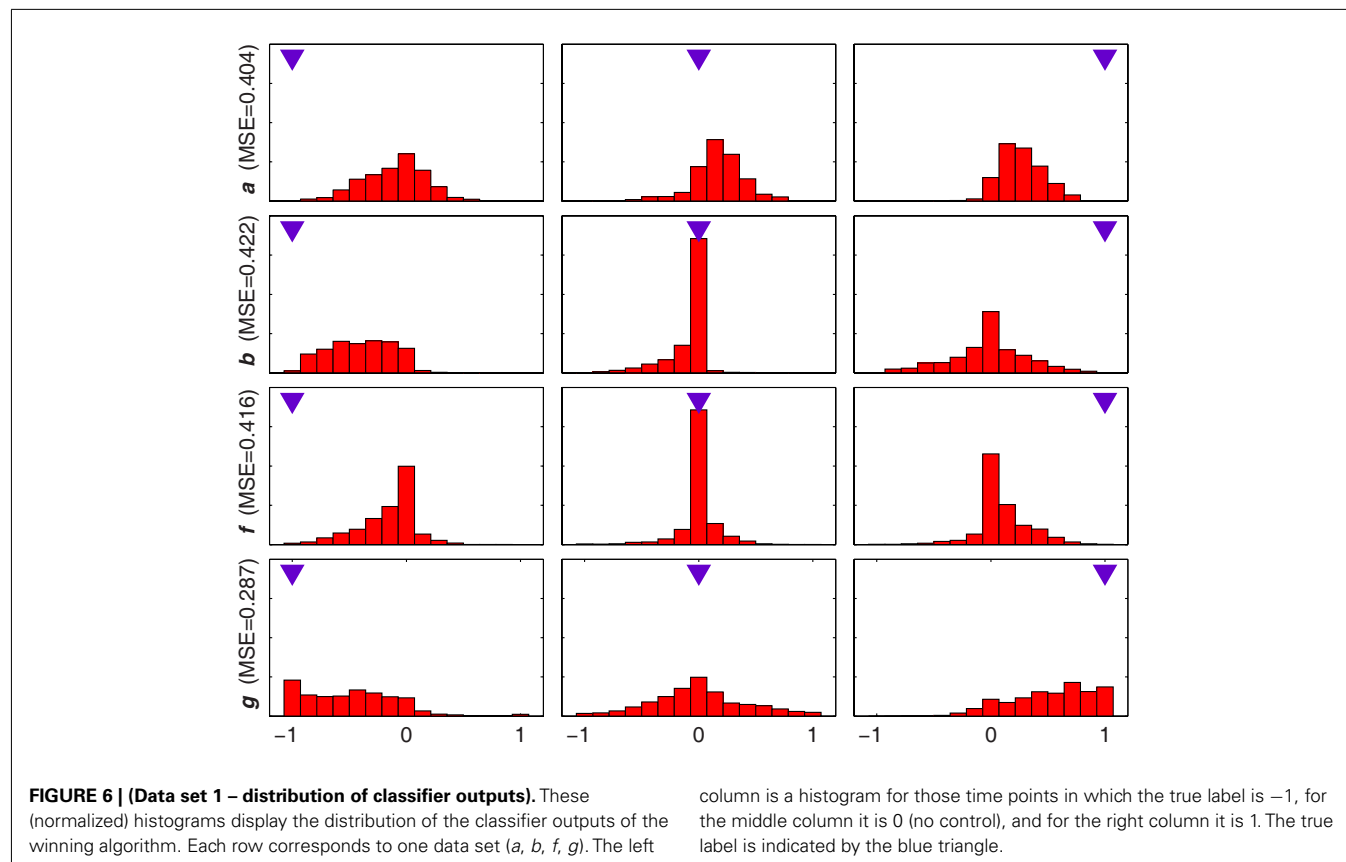 a (MSE=0.404)
b (MSE=0.422)
f (MSE=0.416)
g (MSE=0.287)
−1 0 1 −1 0 1 −1 0 1
FIGURE 6 | (Data set 1 – distribution of classifier outputs). These
(normalized) histograms display the distribution of the classifier outputs of the
winning algorithm. Each row corresponds to one data set (a, b, f, g). The left
column is a histogram for those time points in which the true label is −1, for
the middle column it is 0 (no control), and for the right column it is 1. The true
label is indicated by the blue triangle.